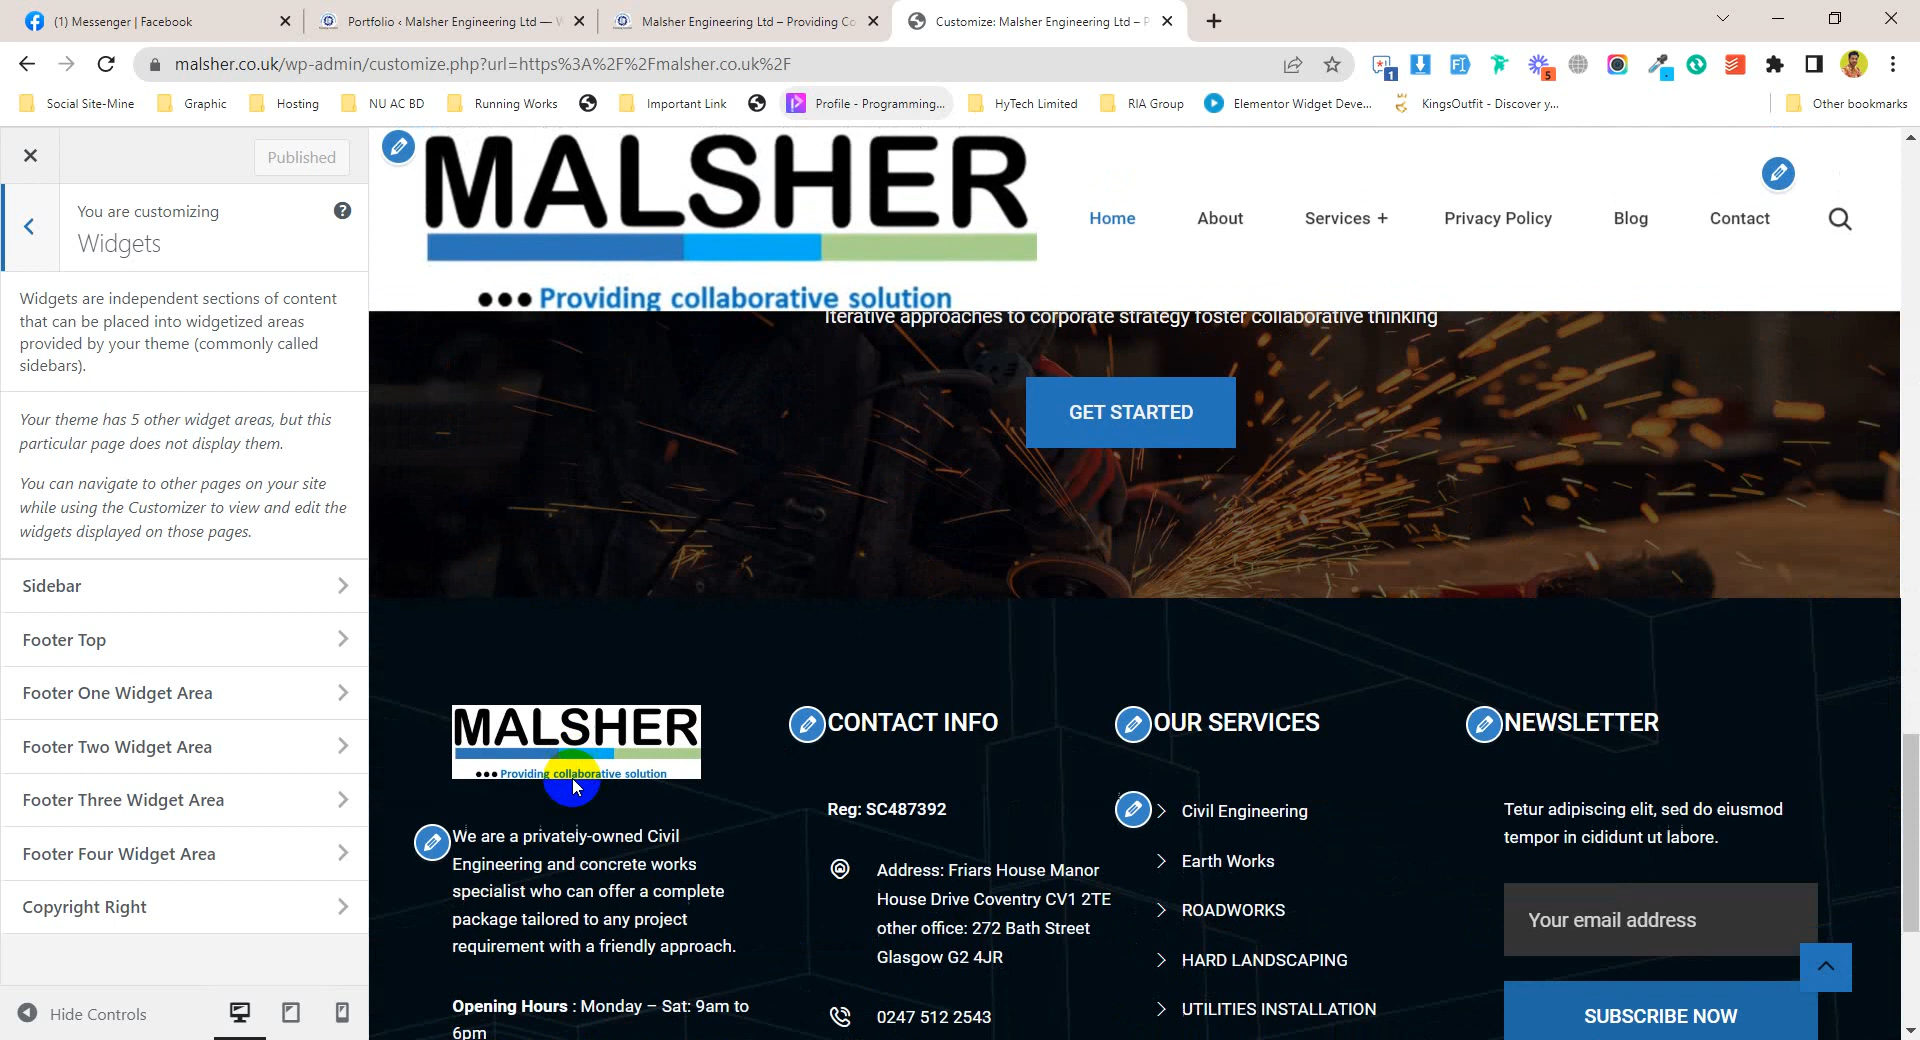 (1) Messenger | Facebook
Portfolio ‹ Malsher Engineering Ltd —
Malsher Engineering Ltd – Providing Co
Customize: Malsher Engineering Ltd – P
malsher.co.uk/wp-admin/customize.php?url=https%3A%2F%2Fmalsher.co.uk%2F
1
5
Social Site-Mine
Graphic
Hosting
NU AC BD
Running Works
Important Link
Profile - Programming...
HyTech Limited
RIA Group
Elementor Widget Deve...
KingsOutfit - Discover y...
Other bookmarks
Published
You are customizing
Widgets
Widgets are independent sections of content
that can be placed into widgetized areas
provided by your theme (commonly called
sidebars).
Your theme has 5 other widget areas, but this
particular page does not display them.
You can navigate to other pages on your site
while using the Customizer to view and edit the
widgets displayed on those pages.
Sidebar
Footer Top
Footer One Widget Area
Footer Two Widget Area
Footer Three Widget Area
Footer Four Widget Area
Copyright Right
Hide Controls
MALSHER
Providing collaborative solution
Home
About
Services +
Privacy Policy
Blog
Contact
Iterative approaches to corporate strategy foster collaborative thinking
GET STARTED
MALSHER
Providing collaborative solution
We are a privately-owned Civil
Engineering and concrete works
specialist who can offer a complete
package tailored to any project
requirement with a friendly approach.
Opening Hours : Monday – Sat: 9am to
6pm
CONTACT INFO
Reg: SC487392
Address: Friars House Manor
House Drive Coventry CV1 2TE
other office: 272 Bath Street
Glasgow G2 4JR
0247 512 2543
OUR SERVICES
Civil Engineering
Earth Works
ROADWORKS
HARD LANDSCAPING
UTILITIES INSTALLATION
NEWSLETTER
Tetur adipiscing elit, sed do eiusmod
tempor in cididunt ut labore.
Your email address
SUBSCRIBE NOW